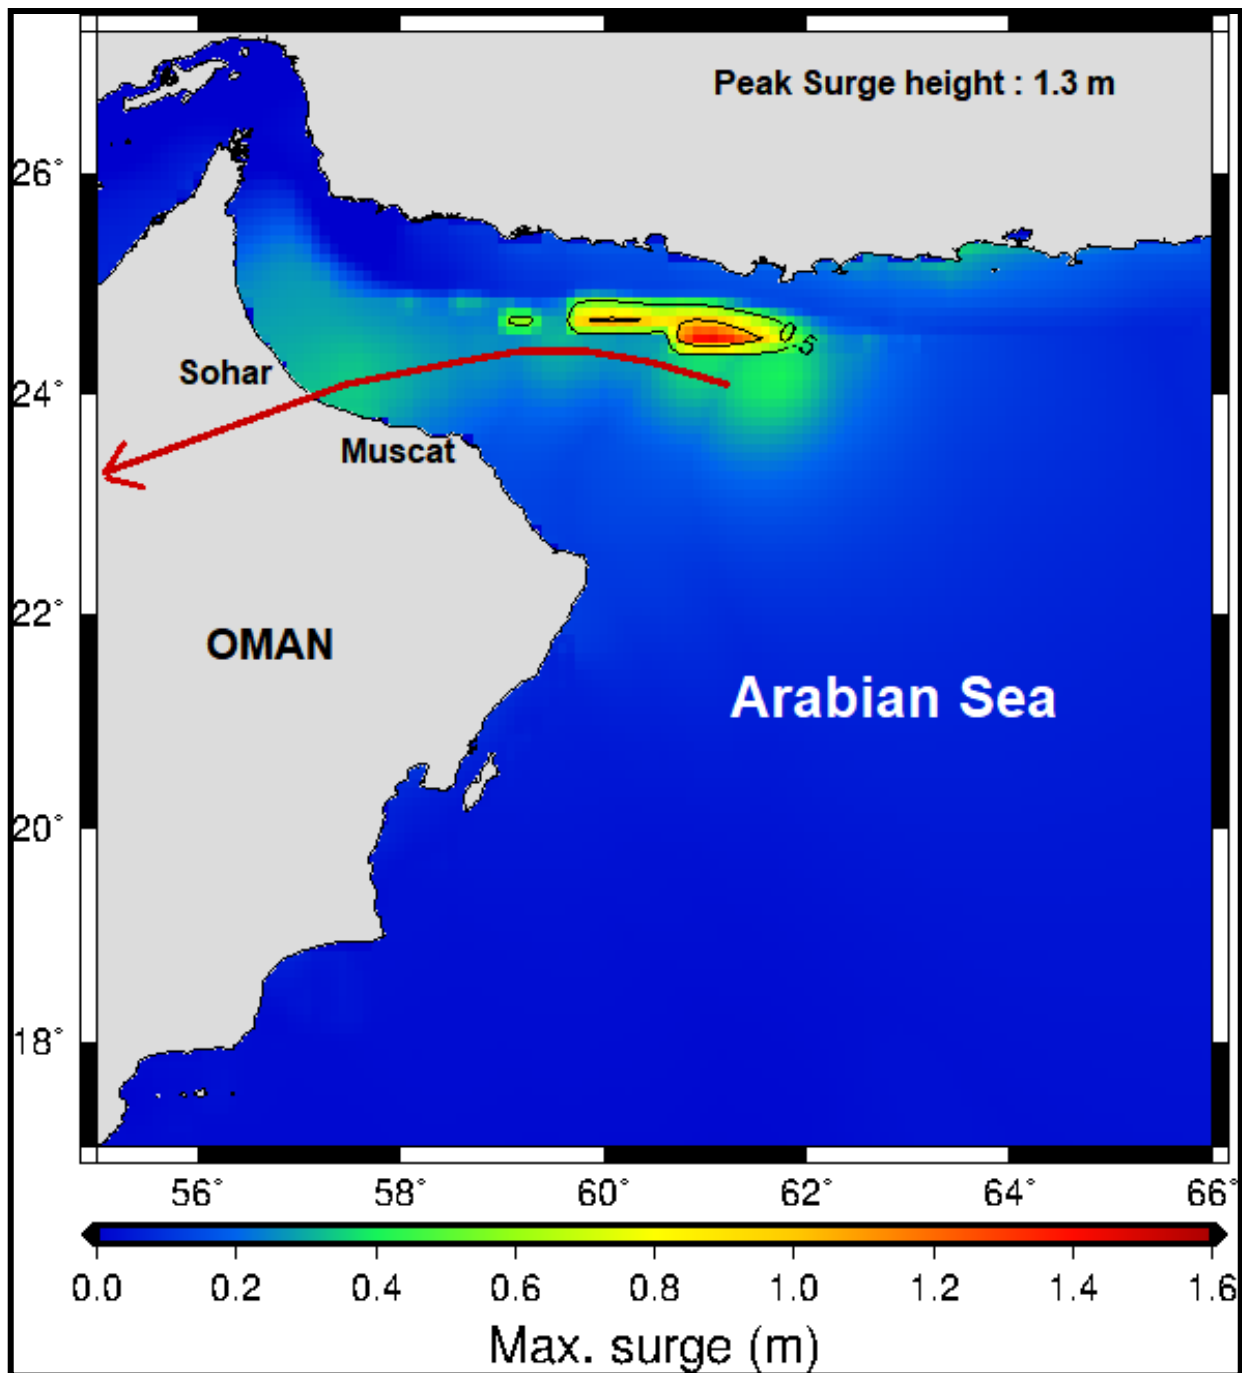 Peak Surge height : 1.3 m
26°
24°
Sohar
Muscat
0.5
22°
OMAN
Arabian Sea
20°
18°
56° 58° 60° 62° 64° 66°
0.0 0.2 0.4 0.6 0.8 1.0 1.2 1.4 1.6
Max. surge (m)